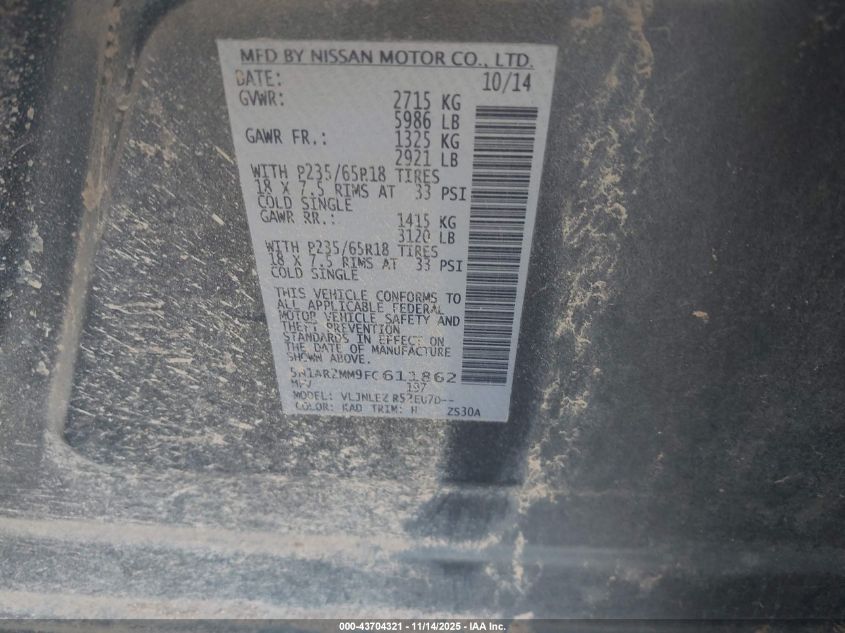 MFD BY NISSAN MOTOR CO., LTD.
DATE: 10/14
GVWR: 2715 KG
5986 LB
GAWR FR.: 1325 KG
2921 LB
WITH P235/65R18 TIRES
18 X 7.5 RIMS AT 33 PSI
COLD SINGLE
GAWR RR.: 1415 KG
3120 LB
WITH P235/65R18 TIRES
18 X 7.5 RIMS AT 33 PSI
COLD SINGLE
THIS VEHICLE CONFORMS TO
ALL APPLICABLE FEDERAL
MOTOR VEHICLE SAFETY AND
THEFT PREVENTION
STANDARDS IN EFFECT ON
THE DATE OF MANUFACTURE
SHOWN ABOVE.
5N1AR2MM9FC611862
MPV 137
MODEL:
COLOR: KAD TRIM: H ZS30A
000-43704321 - 11/14/2025 - IAA Inc.